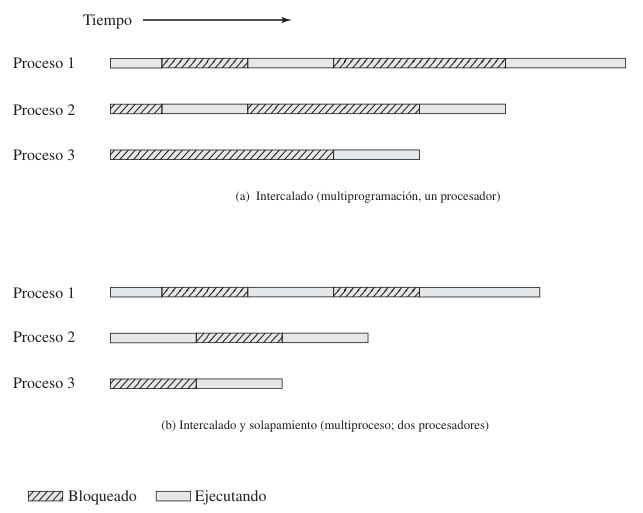 Tiempo
Proceso 1
Proceso 2
Proceso 3
(a) Intercalado (multiprogramación, un procesador)
Proceso 1
Proceso 2
Proceso 3
(b) Intercalado y solapamiento (multiproceso; dos procesadores)
Bloqueado Ejecutando